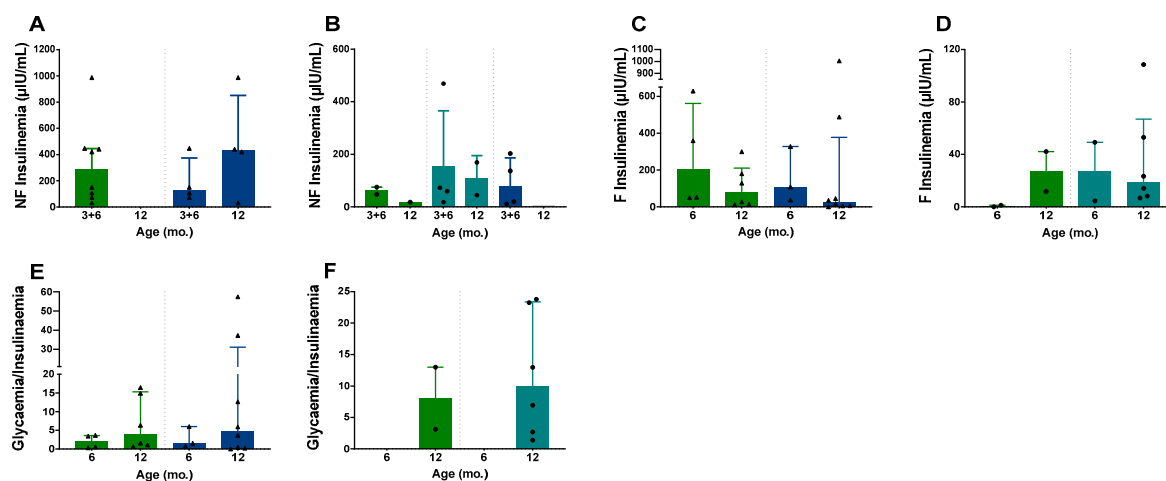 A
NF Insulinemia (µIU/mL)
1200
1000
800
600
400
200
0
3+6 12 3+6 12
Age (mo.)
B
NF Insulinemia (µIU/mL)
600
400
200
0
3+6 12 3+6 12 3+6 12
Age (mo.)
C
F Insulinemia (µIU/mL)
1100
1000
900
600
400
200
0
6 12 6 12
Age (mo.)
D
F Insulinemia (µIU/mL)
120
80
40
0
6 12 6 12
Age (mo.)
E
Glycaemia/Insulinaemia
60
50
40
30
20
15
10
5
0
6 12 6 12
Age (mo.)
F
Glycaemia/Insulinaemia
25
20
15
10
5
0
6 12 6 12
Age (mo.)